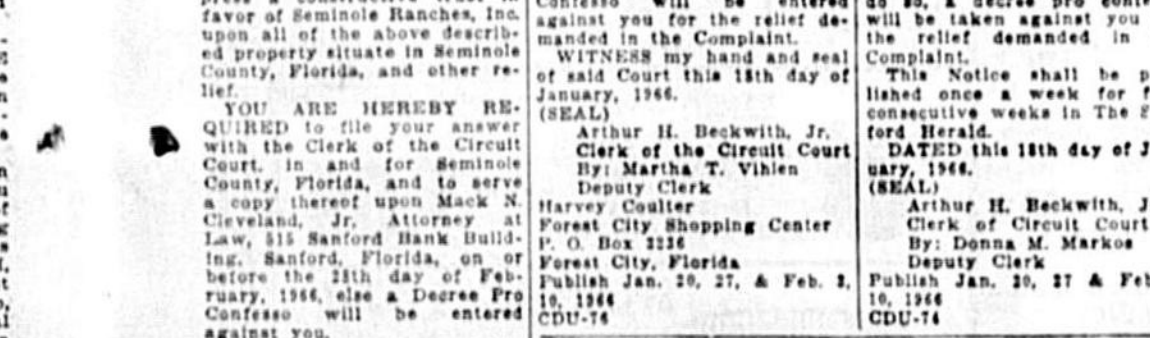 favor of Seminole Ranches, Inc.
upon all of the above describ-
ed property situate in Seminole
County, Florida, and other re-
lief.
YOU ARE HEREBY RE-
QUIRED to file your answer
with the Clerk of the Circuit
Court, in and for Seminole
County, Florida, and to serve
a copy thereof upon Mack N.
Cleveland, Jr. Attorney at
Law, 515 Sanford Bank Build-
ing, Sanford, Florida, on or
before the 28th day of Feb-
ruary, 1966, else a Decree Pro
Confesso will be entered
against you.
Confesso will be entered
against you for the relief de-
manded in the Complaint.
WITNESS my hand and seal
of said Court this 18th day of
January, 1966.
(SEAL)
Arthur H. Beckwith, Jr.
Clerk of the Circuit Court
By: Martha T. Vihlen
Deputy Clerk
Harvey Coulter
Forest City Shopping Center
P. O. Box 2236
Forest City, Florida
Publish Jan. 20, 27, & Feb. 3,
10, 1966
CDU-74
do so, a decree pro
will be taken against you
the relief demanded in
Complaint.
This Notice shall be p
lished once a week for f
consecutive weeks in The S
ford Herald.
DATED this 18th day of J
uary, 1966.
(SEAL)
Arthur H. Beckwith, J
Clerk of Circuit Court
By: Donna M. Markos
Deputy Clerk
Publish Jan. 20, 27 & Feb
10, 1966
CDU-76